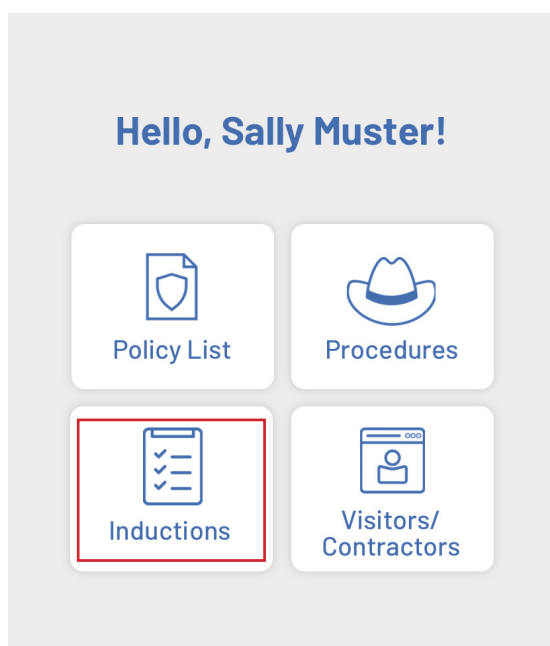 Hello, Sally Muster!
Policy List
Procedures
Inductions
Visitors/
Contractors